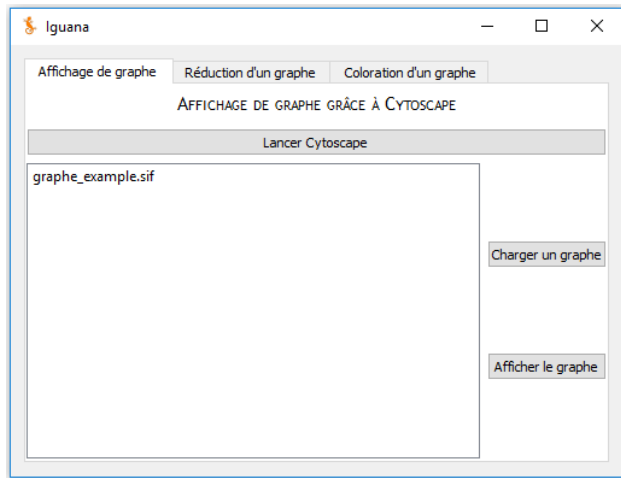 Iguana
Affichage de graphe
Réduction d'un graphe
Coloration d'un graphe
AFFICHAGE DE GRAPHE GRÂCE À CYTOSCAPE
Lancer Cytoscape
graphe_example.sif
Charger un graphe
Afficher le graphe